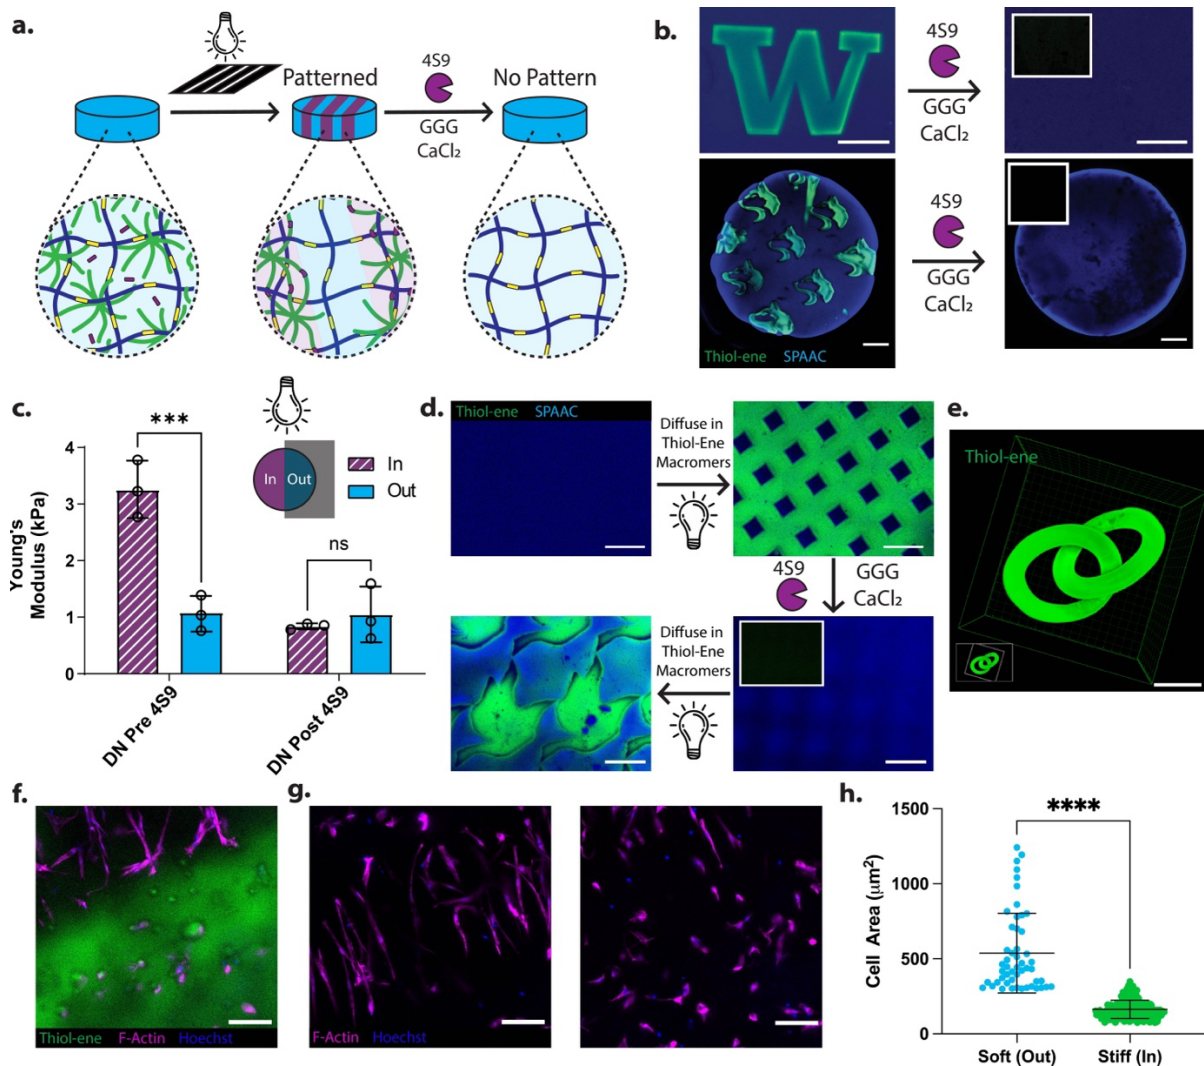 a.
Patterned
4S9
GGG
CaCl₂
No Pattern
b.
W
4S9
GGG
CaCl₂
4S9
GGG
CaCl₂
Thiol-ene SPAAC
c.
Young's
Modulus (kPa)
4
3
2
1
0
***
ns
In Out
In
Out
DN Pre 4S9
DN Post 4S9
d.
Thiol-ene SPAAC
Diffuse in
Thiol-Ene
Macromers
4S9
GGG
CaCl₂
Diffuse in
Thiol-Ene
Macromers
e.
Thiol-ene
f.
Thiol-ene F-Actin Hoechst
g.
F-Actin Hoechst
h.
Cell Area (μm²)
1500
1000
500
0
****
Soft (Out)
Stiff (In)